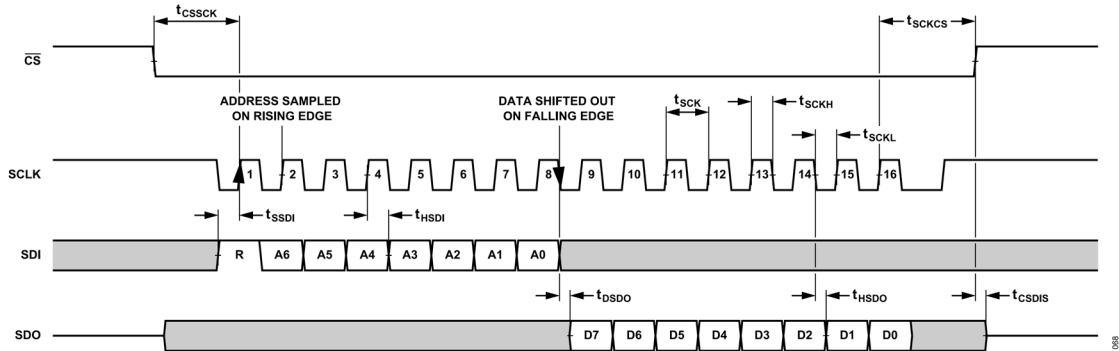 tCSSCK
tSCKCS
CS
ADDRESS SAMPLED
ON RISING EDGE
DATA SHIFTED OUT
ON FALLING EDGE
tSCK
tSCKH
tSCKL
SCLK
1 2 3 4 5 6 7 8 9 10 11 12 13 14 15 16
tSSDI
tHSDI
SDI
R A6 A5 A4 A3 A2 A1 A0
tDSDO
tHSDO
tCSDIS
SDO
D7 D6 D5 D4 D3 D2 D1 D0
008